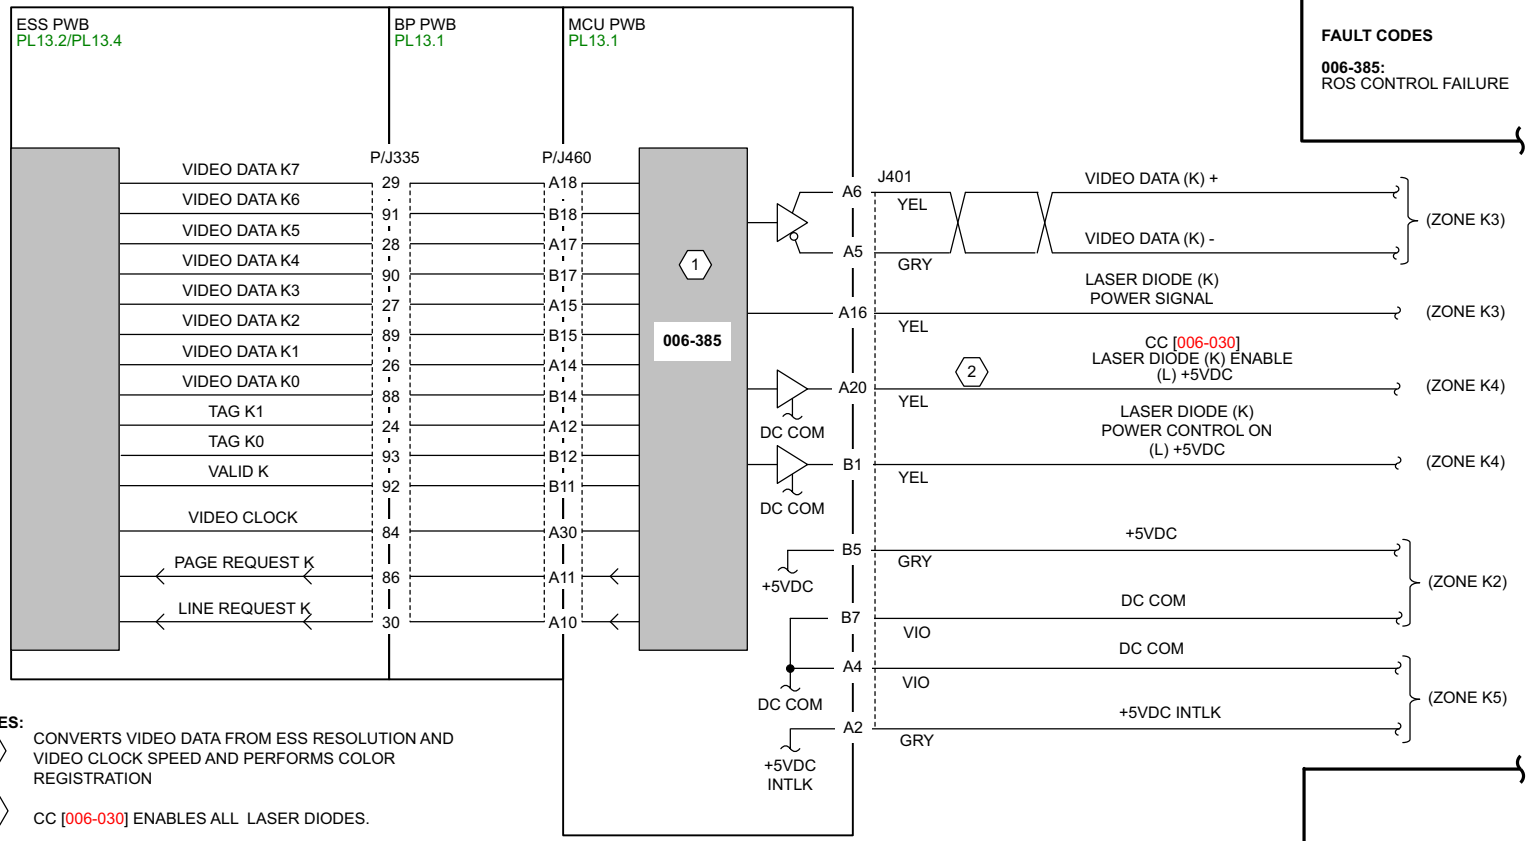 ESS PWB
PL13.2/PL13.4
BP PWB
PL13.1
MCU PWB
PL13.1
FAULT CODES
006-385:
ROS CONTROL FAILURE
P/J335
P/J460
J401
VIDEO DATA K7
29
A18
VIDEO DATA K6
91
B18
VIDEO DATA K5
28
A17
VIDEO DATA K4
90
B17
VIDEO DATA K3
27
A15
VIDEO DATA K2
89
B15
VIDEO DATA K1
26
A14
VIDEO DATA K0
88
B14
TAG K1
24
A12
TAG K0
93
B12
VALID K
92
B11
VIDEO CLOCK
84
A30
PAGE REQUEST K
86
A11
LINE REQUEST K
30
A10
1
006-385
A6
YEL
VIDEO DATA (K) +
A5
GRY
VIDEO DATA (K) -
(ZONE K3)
A16
YEL
LASER DIODE (K)
POWER SIGNAL
(ZONE K3)
DC COM
A20
YEL
2
CC [006-030]
LASER DIODE (K) ENABLE
(L) +5VDC
(ZONE K4)
DC COM
B1
YEL
LASER DIODE (K)
POWER CONTROL ON
(L) +5VDC
(ZONE K4)
+5VDC
B5
GRY
+5VDC
B7
VIO
DC COM
(ZONE K2)
DC COM
A4
VIO
DC COM
+5VDC
INTLK
A2
GRY
+5VDC INTLK
(ZONE K5)
ES:
CONVERTS VIDEO DATA FROM ESS RESOLUTION AND
VIDEO CLOCK SPEED AND PERFORMS COLOR
REGISTRATION
CC [006-030] ENABLES ALL LASER DIODES.